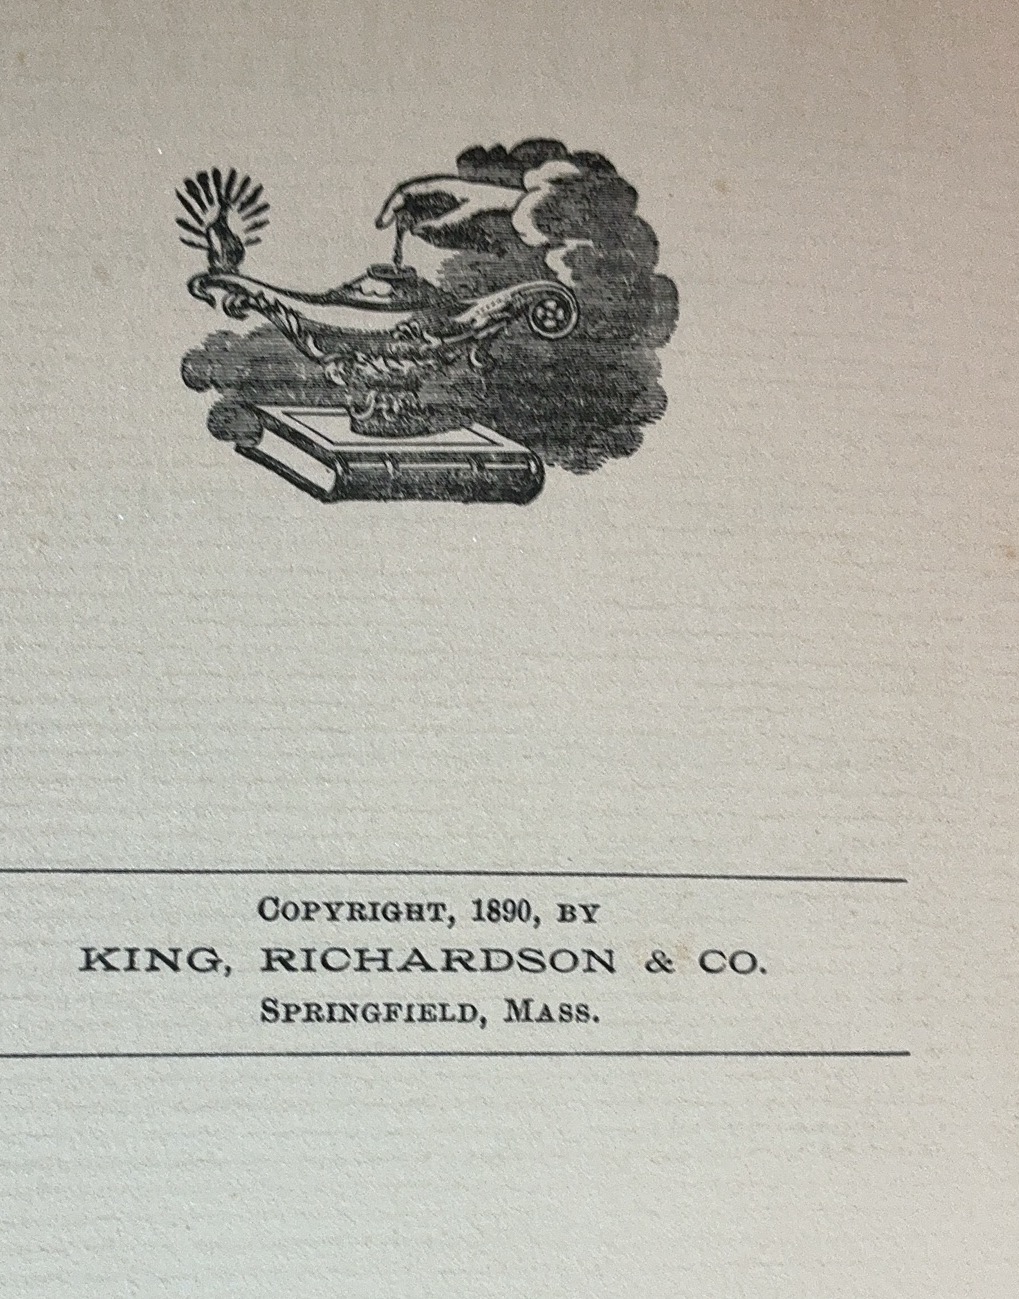 Copyright, 1890, by
KING, RICHARDSON & CO.
Springfield, Mass.